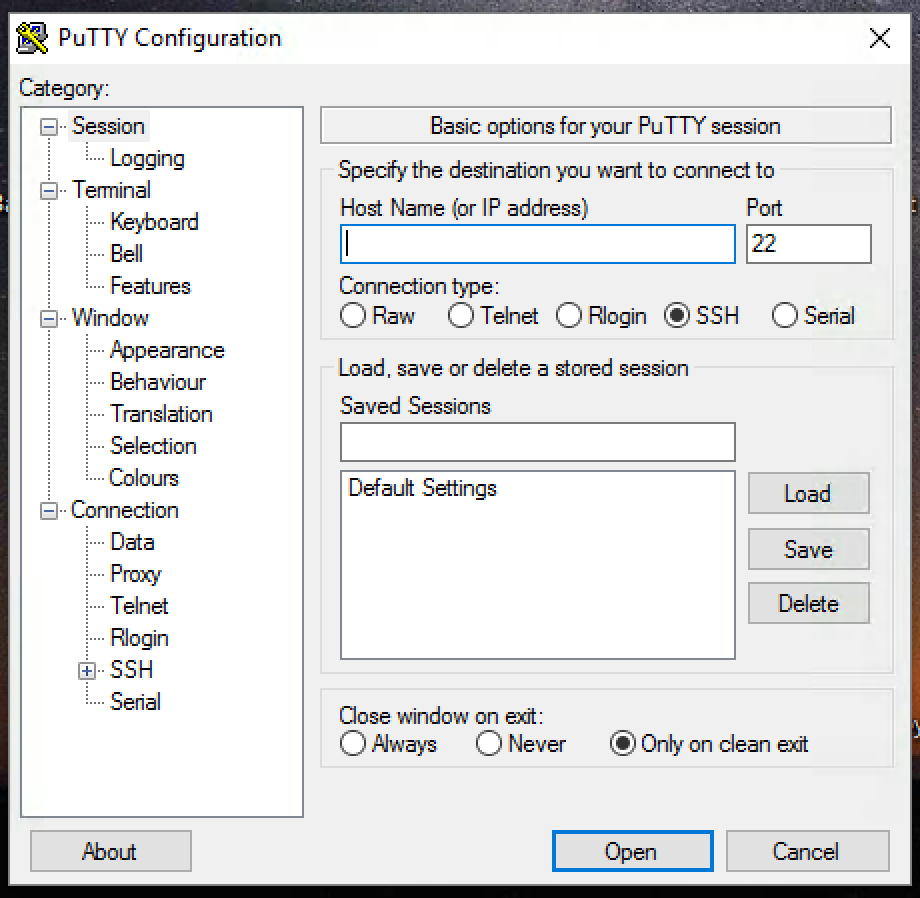 PuTTY Configuration
Category:
Session
Logging
Terminal
Keyboard
Bell
Features
Window
Appearance
Behaviour
Translation
Selection
Colours
Connection
Data
Proxy
Telnet
Rlogin
SSH
Serial
Basic options for your PuTTY session
Specify the destination you want to connect to
Host Name (or IP address) Port
22
Connection type:
Raw Telnet Rlogin SSH Serial
Load, save or delete a stored session
Saved Sessions
Default Settings
Load
Save
Delete
Close window on exit:
Always Never Only on clean exit
About Open Cancel